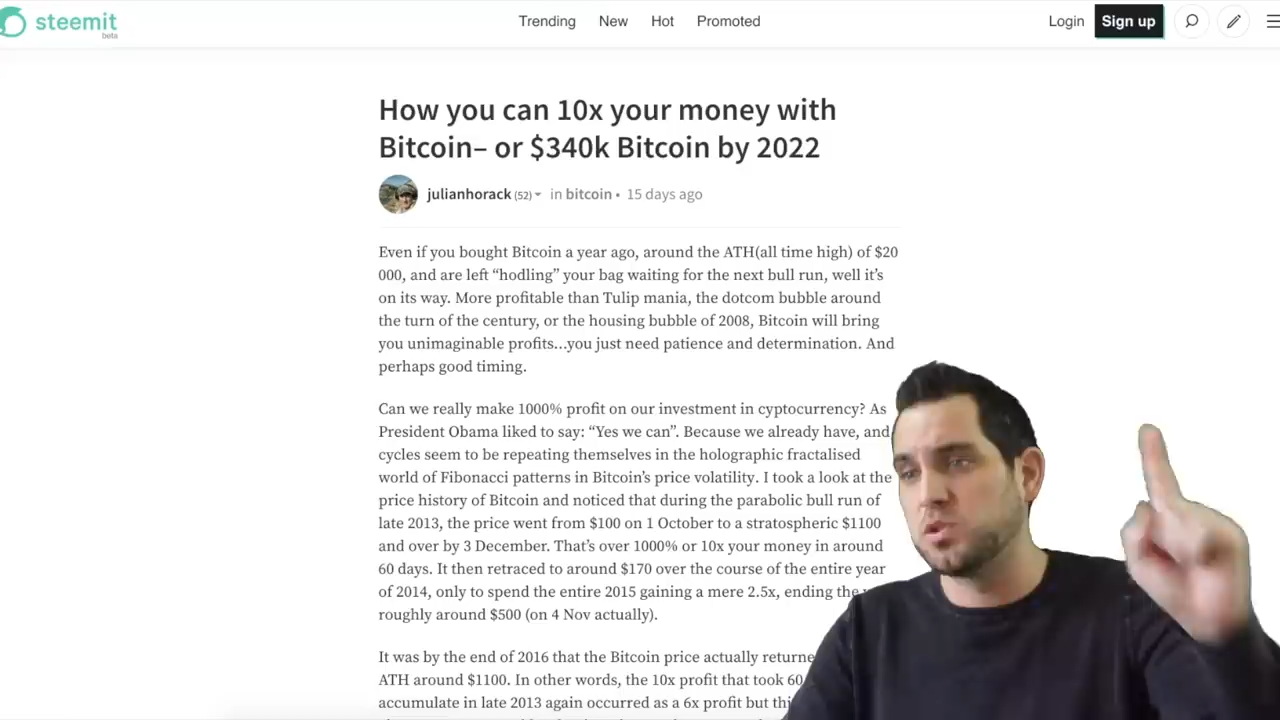 steemit
beta
Trending New Hot Promoted
Login Sign up
How you can 10x your money with
Bitcoin– or $340k Bitcoin by 2022
julianhorack (52) in bitcoin • 15 days ago
Even if you bought Bitcoin a year ago, around the ATH(all time high) of $20
000, and are left “hodling” your bag waiting for the next bull run, well it’s
on its way. More profitable than Tulip mania, the dotcom bubble around
the turn of the century, or the housing bubble of 2008, Bitcoin will bring
you unimaginable profits…you just need patience and determination. And
perhaps good timing.
Can we really make 1000% profit on our investment in cyptocurrency? As
President Obama liked to say: “Yes we can”. Because we already have, and
cycles seem to be repeating themselves in the holographic fractalised
world of Fibonacci patterns in Bitcoin’s price volatility. I took a look at the
price history of Bitcoin and noticed that during the parabolic bull run of
late 2013, the price went from $100 on 1 October to a stratospheric $1100
and over by 3 December. That’s over 1000% or 10x your money in around
60 days. It then retraced to around $170 over the course of the entire year
of 2014, only to spend the entire 2015 gaining a mere 2.5x, ending the
roughly around $500 (on 4 Nov actually).
It was by the end of 2016 that the Bitcoin price actually
ATH around $1100. In other words, the 10x profit that took 60
accumulate in late 2013 again occurred as a 6x profit but